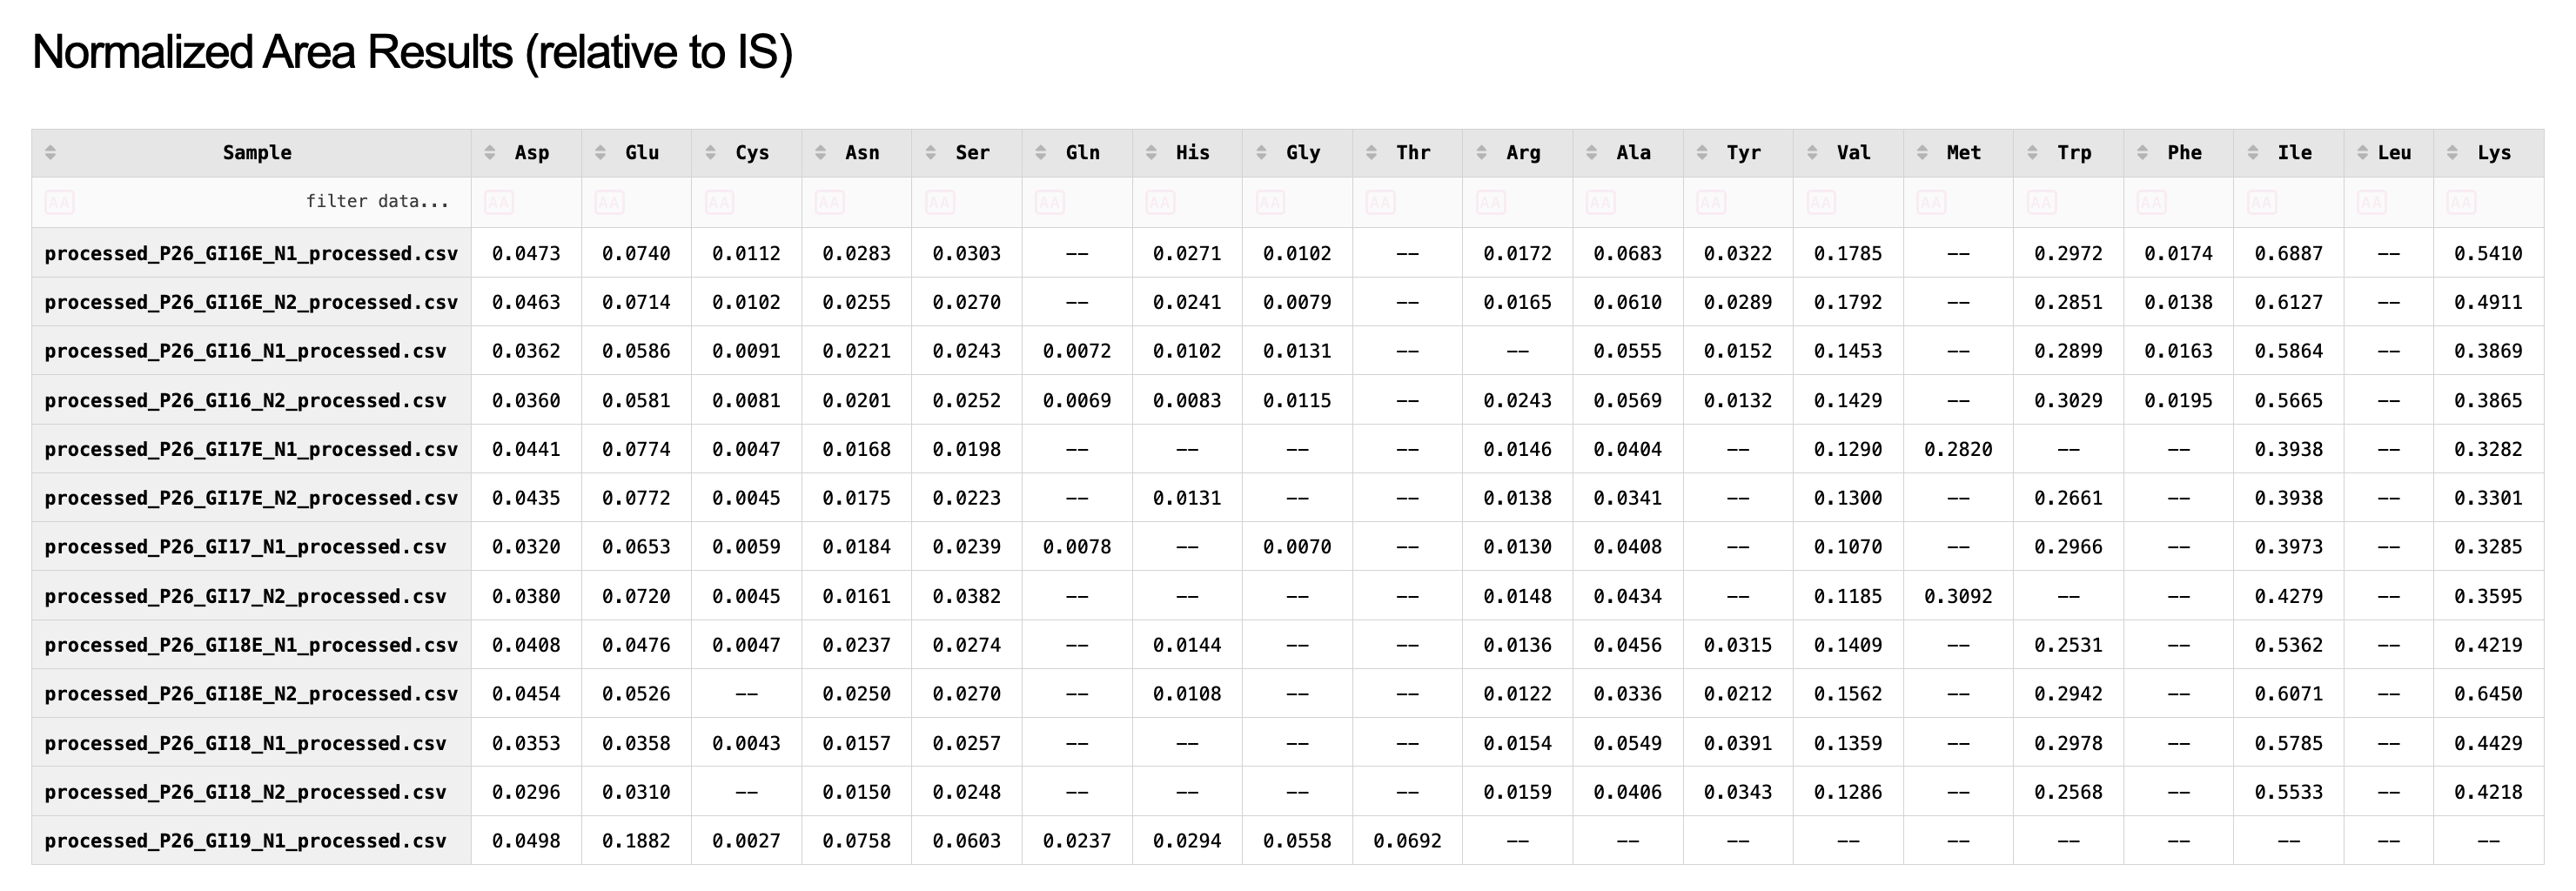 Normalized Area Results (relative to IS)
Sample Asp Glu Cys Asn Ser Gln His Gly Thr Arg Ala Tyr Val Met Trp Phe Ile Leu Lys
AA filter data... AA AA AA AA AA AA AA AA AA AA AA AA AA AA AA AA AA AA AA
processed_P26_GI16E_N1_processed.csv 0.0473 0.0740 0.0112 0.0283 0.0303 -- 0.0271 0.0102 -- 0.0172 0.0683 0.0322 0.1785 -- 0.2972 0.0174 0.6887 -- 0.5410
processed_P26_GI16E_N2_processed.csv 0.0463 0.0714 0.0102 0.0255 0.0270 -- 0.0241 0.0079 -- 0.0165 0.0610 0.0289 0.1792 -- 0.2851 0.0138 0.6127 -- 0.4911
processed_P26_GI16_N1_processed.csv 0.0362 0.0586 0.0091 0.0221 0.0243 0.0072 0.0102 0.0131 -- -- 0.0555 0.0152 0.1453 -- 0.2899 0.0163 0.5864 -- 0.3869
processed_P26_GI16_N2_processed.csv 0.0360 0.0581 0.0081 0.0201 0.0252 0.0069 0.0083 0.0115 -- 0.0243 0.0569 0.0132 0.1429 -- 0.3029 0.0195 0.5665 -- 0.3865
processed_P26_GI17E_N1_processed.csv 0.0441 0.0774 0.0047 0.0168 0.0198 -- -- -- -- 0.0146 0.0404 -- 0.1290 0.2820 -- -- 0.3938 -- 0.3282
processed_P26_GI17E_N2_processed.csv 0.0435 0.0772 0.0045 0.0175 0.0223 -- 0.0131 -- -- 0.0138 0.0341 -- 0.1300 -- 0.2661 -- 0.3938 -- 0.3301
processed_P26_GI17_N1_processed.csv 0.0320 0.0653 0.0059 0.0184 0.0239 0.0078 -- 0.0070 -- 0.0130 0.0408 -- 0.1070 -- 0.2966 -- 0.3973 -- 0.3285
processed_P26_GI17_N2_processed.csv 0.0380 0.0720 0.0045 0.0161 0.0382 -- -- -- -- 0.0148 0.0434 -- 0.1185 0.3092 -- -- 0.4279 -- 0.3595
processed_P26_GI18E_N1_processed.csv 0.0408 0.0476 0.0047 0.0237 0.0274 -- 0.0144 -- -- 0.0136 0.0456 0.0315 0.1409 -- 0.2531 -- 0.5362 -- 0.4219
processed_P26_GI18E_N2_processed.csv 0.0454 0.0526 -- 0.0250 0.0270 -- 0.0108 -- -- 0.0122 0.0336 0.0212 0.1562 -- 0.2942 -- 0.6071 -- 0.6450
processed_P26_GI18_N1_processed.csv 0.0353 0.0358 0.0043 0.0157 0.0257 -- -- -- -- 0.0154 0.0549 0.0391 0.1359 -- 0.2978 -- 0.5785 -- 0.4429
processed_P26_GI18_N2_processed.csv 0.0296 0.0310 -- 0.0150 0.0248 -- -- -- -- 0.0159 0.0406 0.0343 0.1286 -- 0.2568 -- 0.5533 -- 0.4218
processed_P26_GI19_N1_processed.csv 0.0498 0.1882 0.0027 0.0758 0.0603 0.0237 0.0294 0.0558 0.0692 -- -- -- -- -- -- -- -- -- --